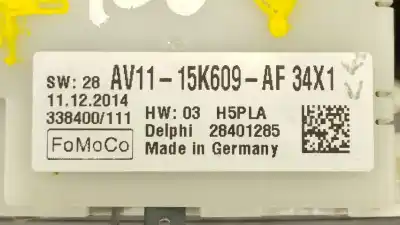 SW: 28 AV11-15K609-AF 34X1
11.12.2014
338400/111
HW: 03 H5PLA
Delphi 28401285
FoMoCo
Made in Germany